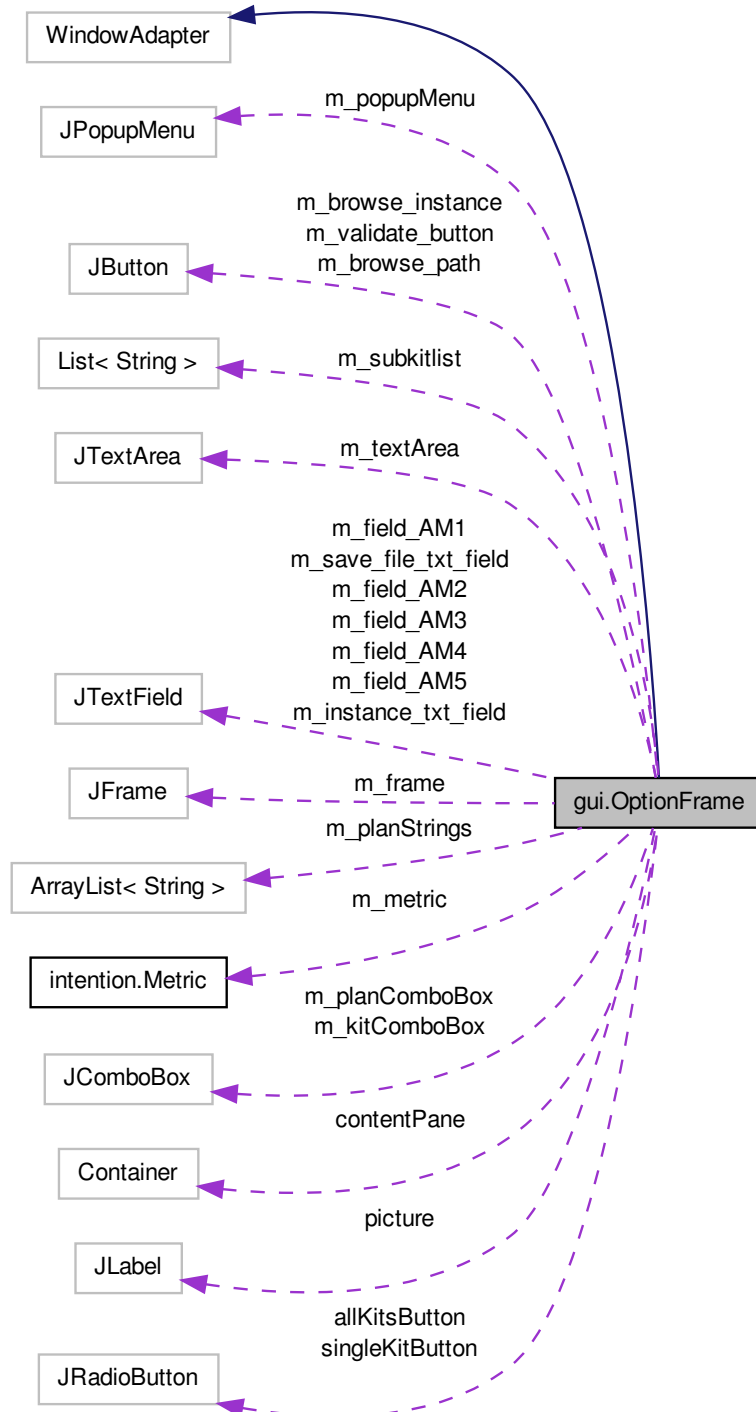 WindowAdapter
m_popupMenu
JPopupMenu
m_browse_instance
m_validate_button
m_browse_path
JButton
m_subkitlist
List< String >
m_textArea
JTextArea
m_field_AM1
m_save_file_txt_field
m_field_AM2
m_field_AM3
m_field_AM4
m_field_AM5
m_instance_txt_field
JTextField
m_frame
JFrame
gui.OptionFrame
m_planStrings
ArrayList< String >
m_metric
intention.Metric
m_planComboBox
m_kitComboBox
JComboBox
contentPane
Container
picture
JLabel
allKitsButton
singleKitButton
JRadioButton